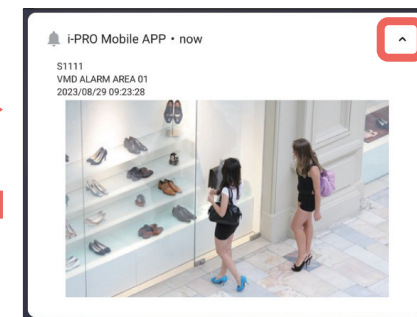 i-PRO Mobile APP • now
S1111
VMD ALARM AREA 01
2023/08/29 09:23:28